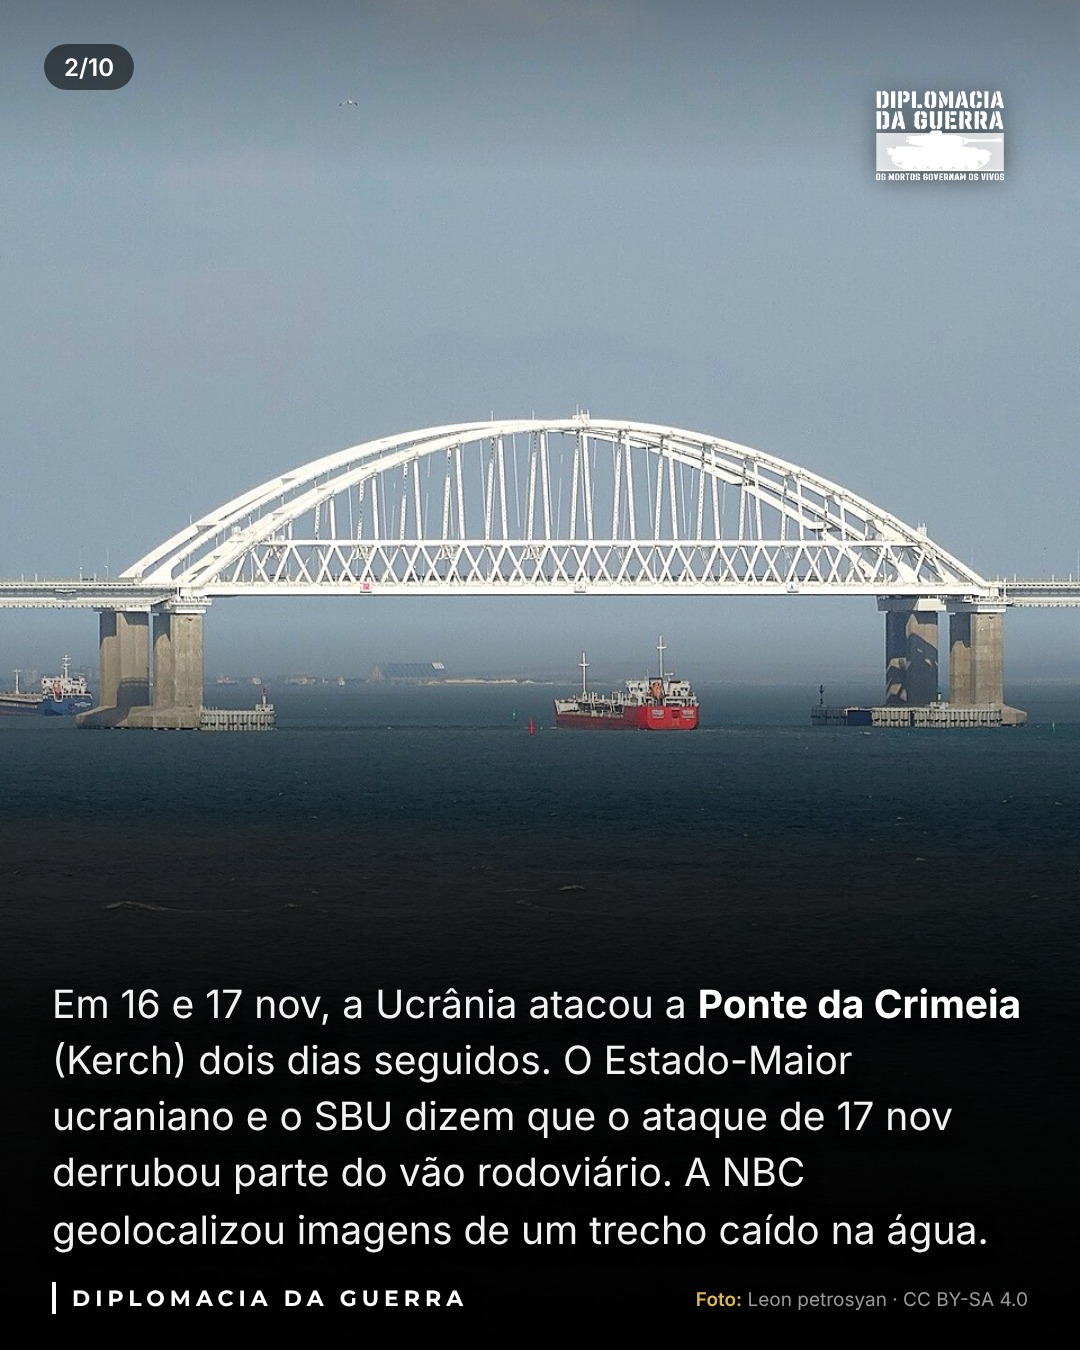 2/10
DIPLOMACIA
DA GUERRA
OS MORTOS GOVERNAM OS VIVOS
Em 16 e 17 nov, a Ucrânia atacou a Ponte da Crimeia
(Kerch) dois dias seguidos. O Estado-Maior
ucraniano e o SBU dizem que o ataque de 17 nov
derrubou parte do vão rodoviário. A NBC
geolocalizou imagens de um trecho caído na água.
DIPLOMACIA DA GUERRA
Foto: Leon petrosyan · CC BY-SA 4.0